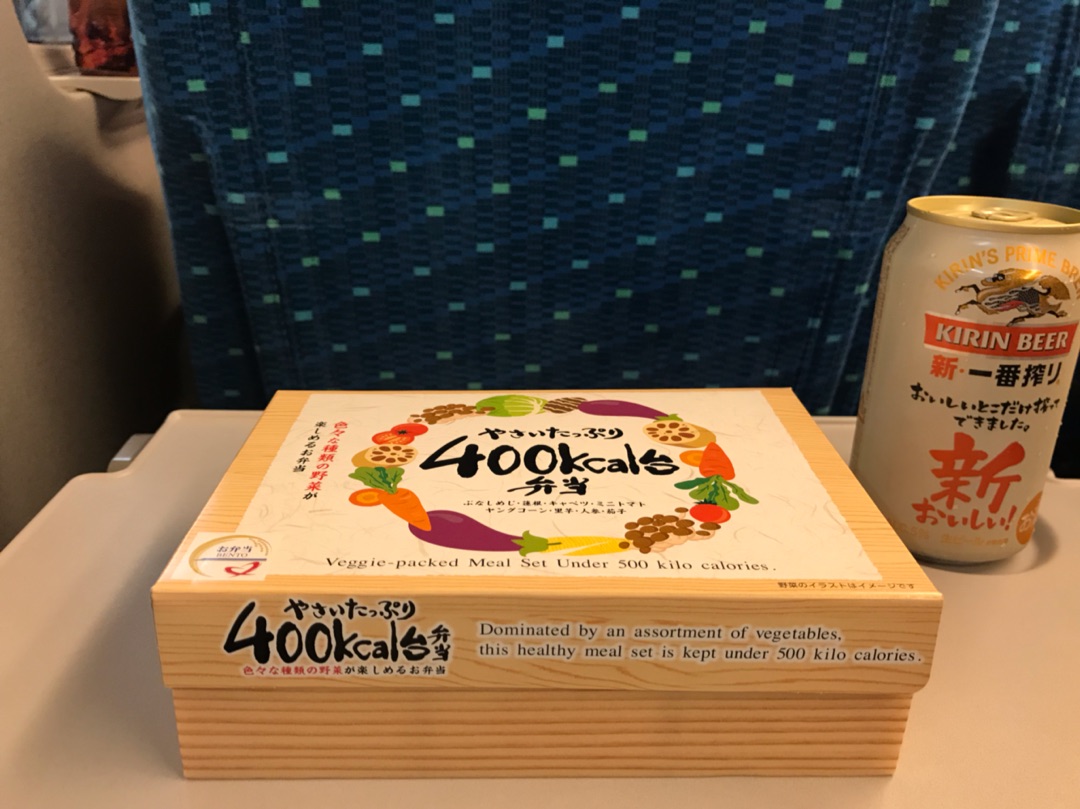 色々な種類の野菜が
楽しめるお弁当
やさいたっぷり
400kcal台
弁当
ぶなしめじ・蓮根・キャベツ・ミニトマト
ヤングコーン・里芋・人参・茄子
Veggie-packed Meal Set Under 500 kilo calories.
野菜のイラストはイメージです
お弁当
BENTO
やさいたっぷり
400kcal台弁当
色々な種類の野菜が楽しめるお弁当
Dominated by an assortment of vegetables,
this healthy meal set is kept under 500 kilo calories.
KIRIN'S PRIME BR
KIRIN BEER
新・一番搾り
おいしいとこだけ搾って
できました。
新
おいしい!